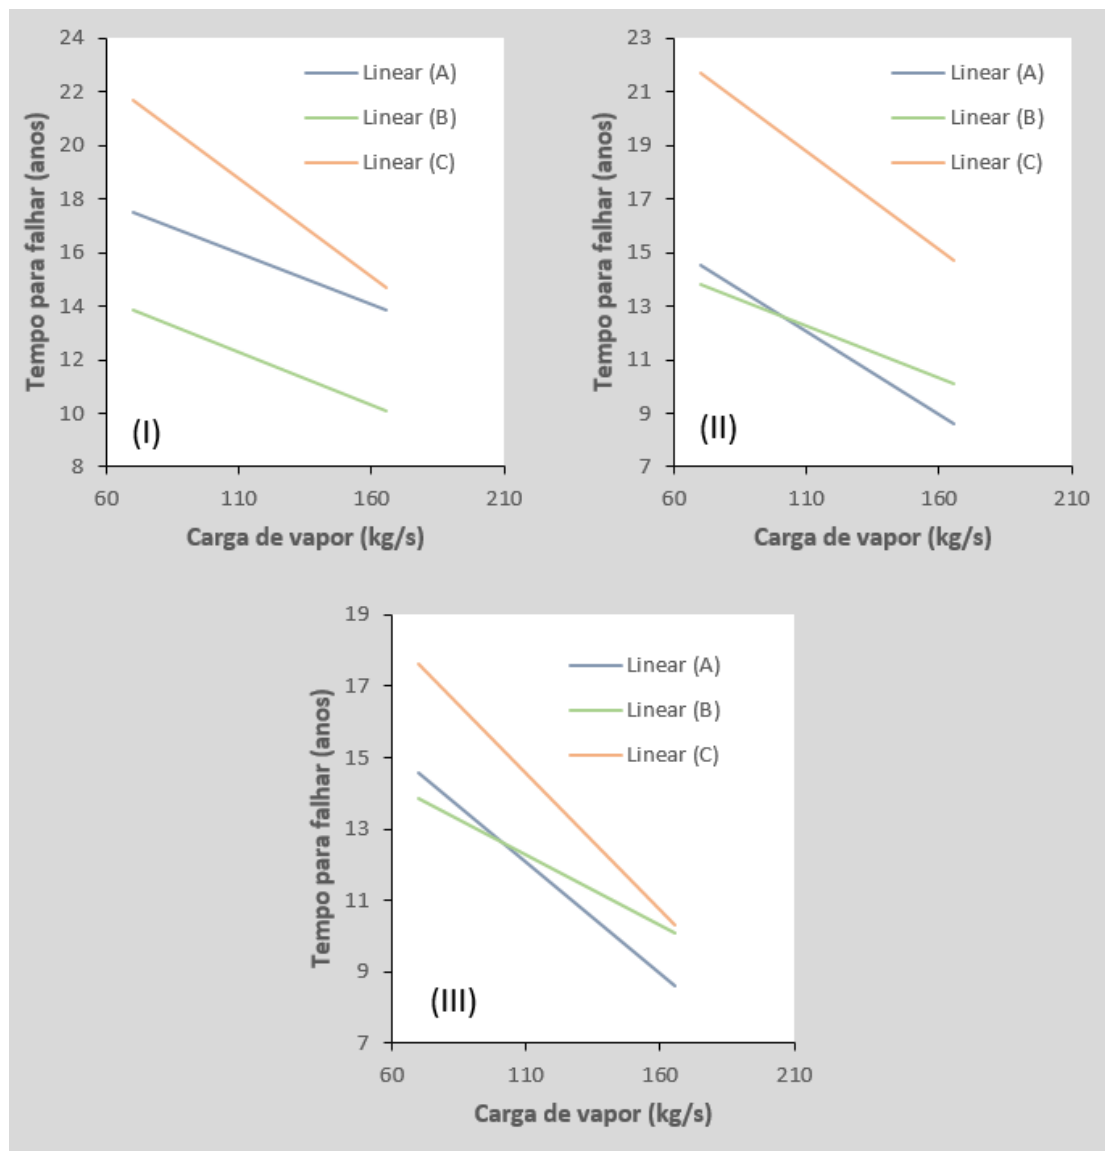 24
22
20
18
16
14
12
10
8
Tempo para falhar (anos)
Linear (A)
Linear (B)
Linear (C)
(I)
60 110 160 210
Carga de vapor (kg/s)
23
21
19
17
15
13
11
9
7
Tempo para falhar (anos)
Linear (A)
Linear (B)
Linear (C)
(II)
60 110 160 210
Carga de vapor (kg/s)
19
17
15
13
11
9
7
Tempo para falhar (anos)
Linear (A)
Linear (B)
Linear (C)
(III)
60 110 160 210
Carga de vapor (kg/s)